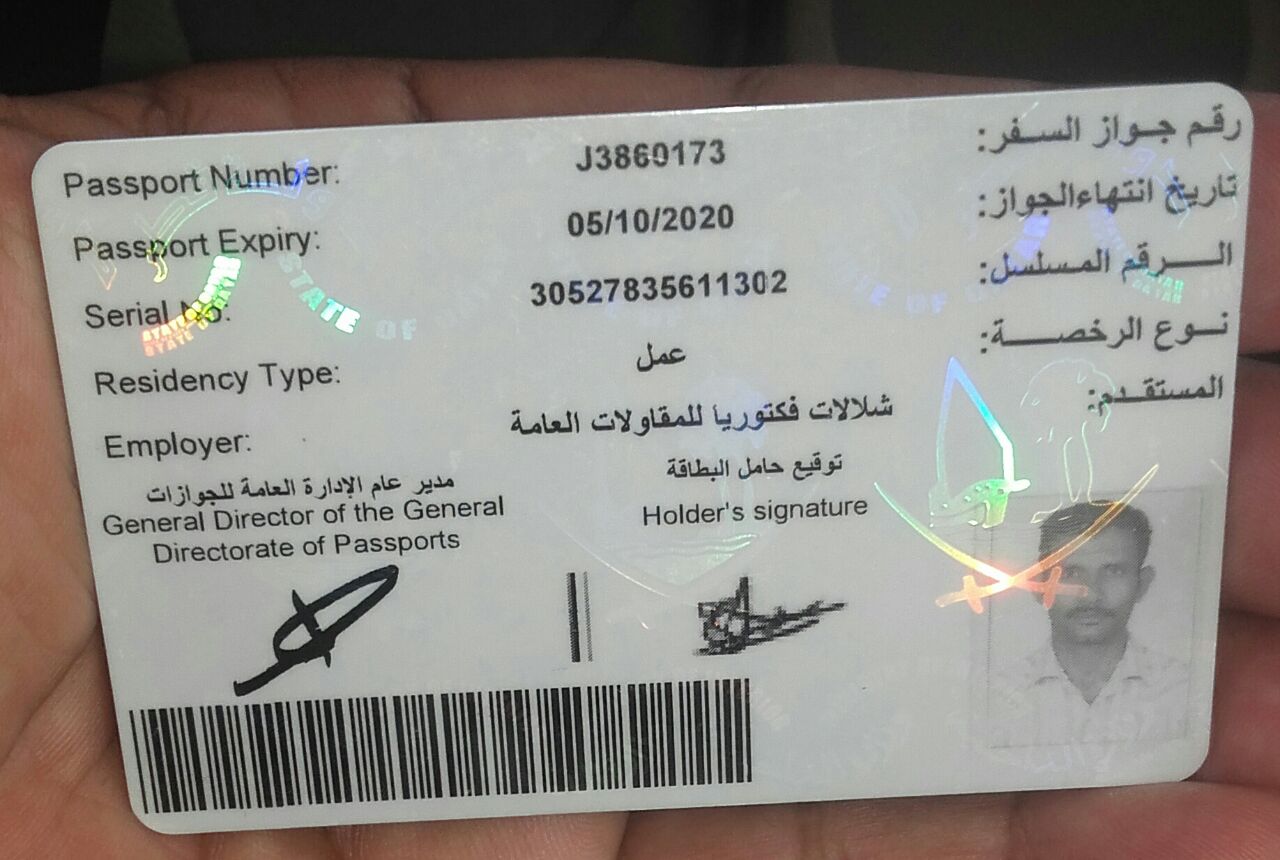 Passport Number: J3860173 رقم جواز السفر:
Passport Expiry: 05/10/2020 تاريخ انتهاءالجواز:
Serial No: 30527835611302 الرقم المسلسل:
Residency Type: عمل نوع الرخصة:
Employer: شلالات فكتوريا للمقاولات العامة المستقدم:
مدير عام الإدارة العامة للجوازات
General Director of the General
Directorate of Passports
توقيع حامل البطاقة
Holder's signature
STATE OF